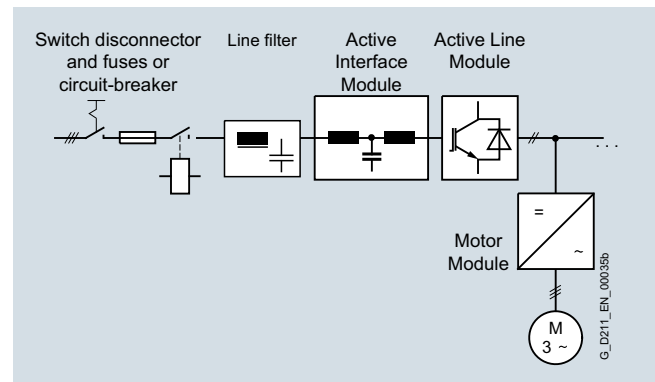 Switch disconnector
and fuses or
circuit-breaker
Line filter
Active
Interface
Module
Active Line
Module
. . .
=
~
Motor
Module
M
3 ~
G_D211_EN_00035b